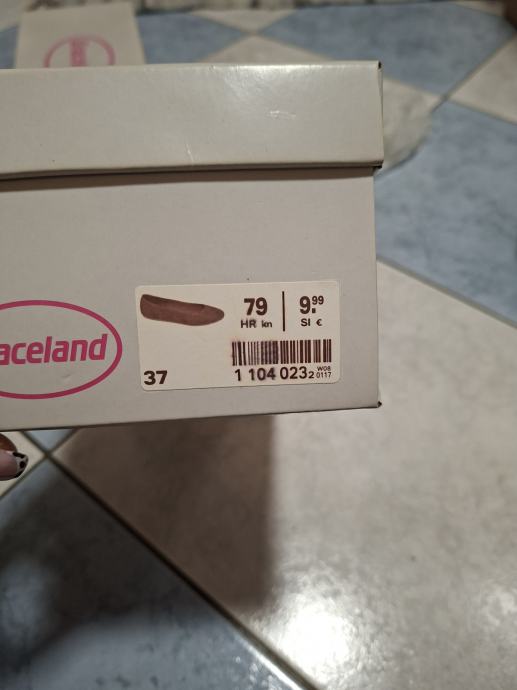 aceland
79
HR kn
9.99
SI €
37
1 104 023 2
W08
0117